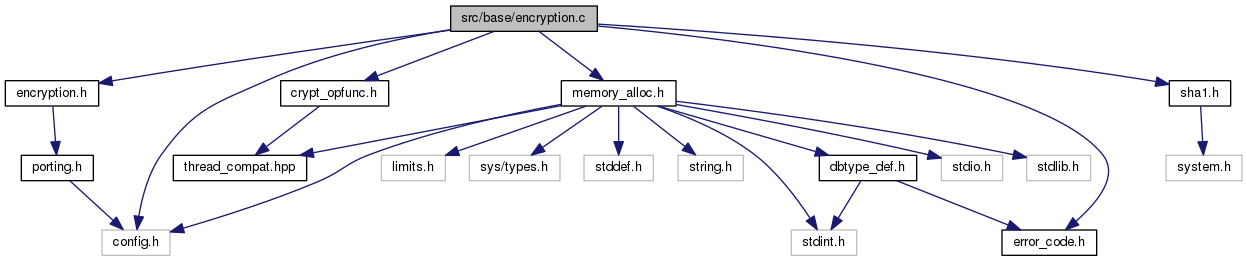 src/base/encryption.c
encryption.h
crypt_opfunc.h
memory_alloc.h
sha1.h
porting.h
thread_compat.hpp
limits.h
sys/types.h
stddef.h
string.h
dbtype_def.h
stdio.h
stdlib.h
system.h
config.h
stdint.h
error_code.h